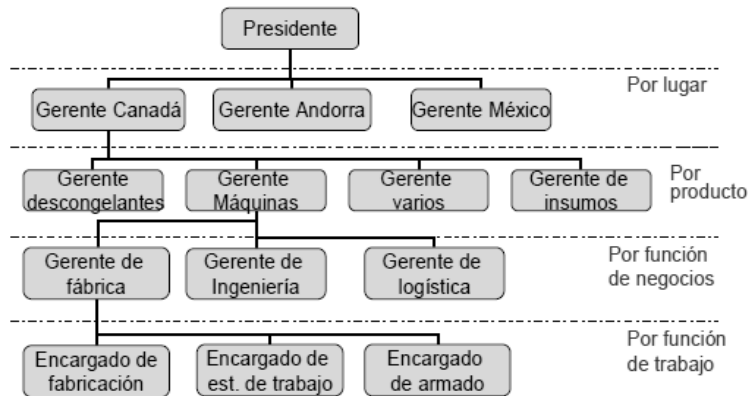 Presidente
Por lugar
Gerente Canadá
Gerente Andorra
Gerente México
Gerente
descongelantes
Gerente
Máquinas
Gerente
varios
Gerente de
insumos
Por
producto
Gerente de
fábrica
Gerente de
Ingeniería
Gerente de
logística
Por función
de negocios
Encargado de
fabricación
Encargado de
est. de trabajo
Encargado
de armado
Por función
de trabajo